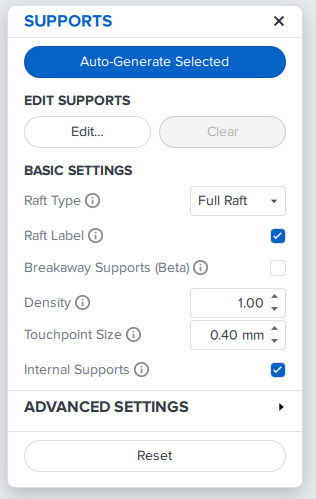 SUPPORTS
Auto-Generate Selected
EDIT SUPPORTS
Edit... Clear
BASIC SETTINGS
Raft Type Full Raft
Raft Label
Breakaway Supports (Beta)
Density 1.00
Touchpoint Size 0.40 mm
Internal Supports
ADVANCED SETTINGS
Reset